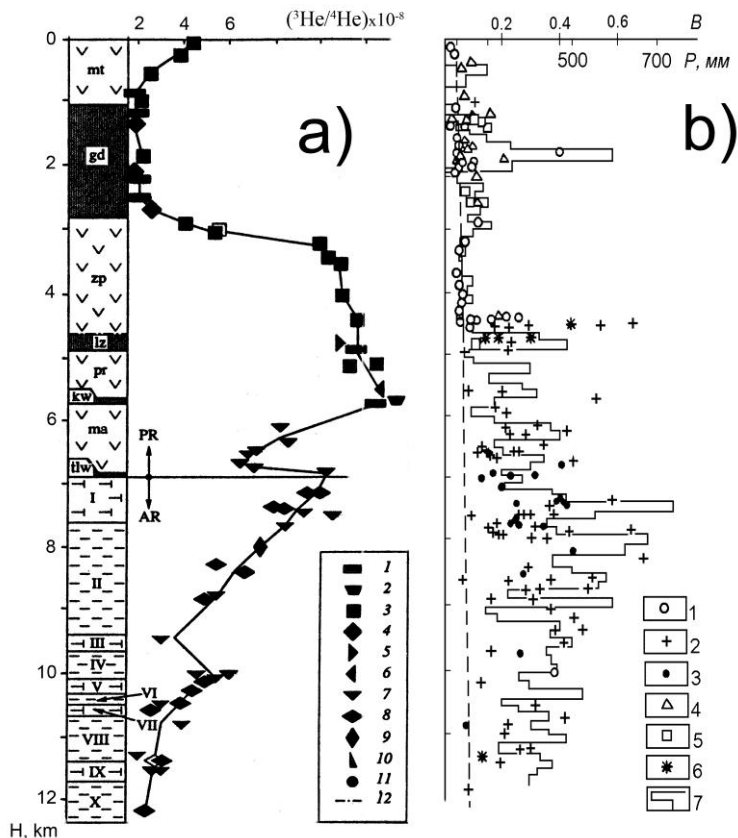 (³He/⁴He)x10⁻⁸
2 4 6
0.2 0.4 0.6 B
500 700 P, мм
a)
b)
0
2
4
6
8
10
12
H, km
mt
gd
zp
lz
pr
kw
ma
tlw
PR
AR
I
II
III
IV
V
VI
VII
VIII
IX
X
1
2
3
4
5
6
7
8
9
10
11
12
1
2
3
4
5
6
7